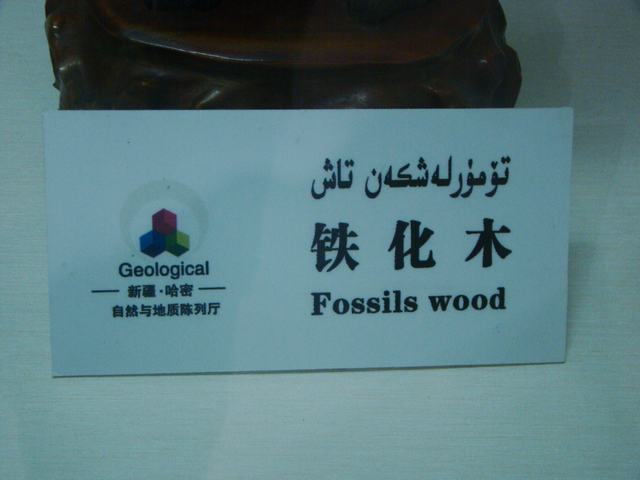 Geological
新疆·哈密
自然与地质陈列厅
تۆمۈرلەشكەن تاش
铁化木
Fossils wood